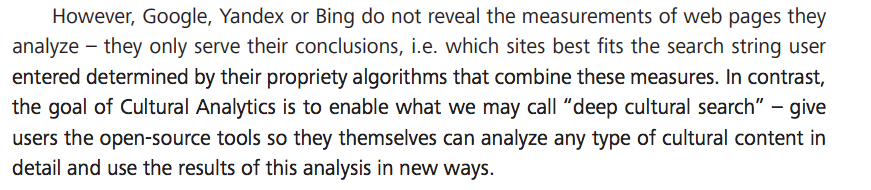 However, Google, Yandex or Bing do not reveal the measurements of web pages they
analyze – they only serve their conclusions, i.e. which sites best fits the search string user
entered determined by their propriety algorithms that combine these measures. In contrast,
the goal of Cultural Analytics is to enable what we may call “deep cultural search” – give
users the open-source tools so they themselves can analyze any type of cultural content in
detail and use the results of this analysis in new ways.